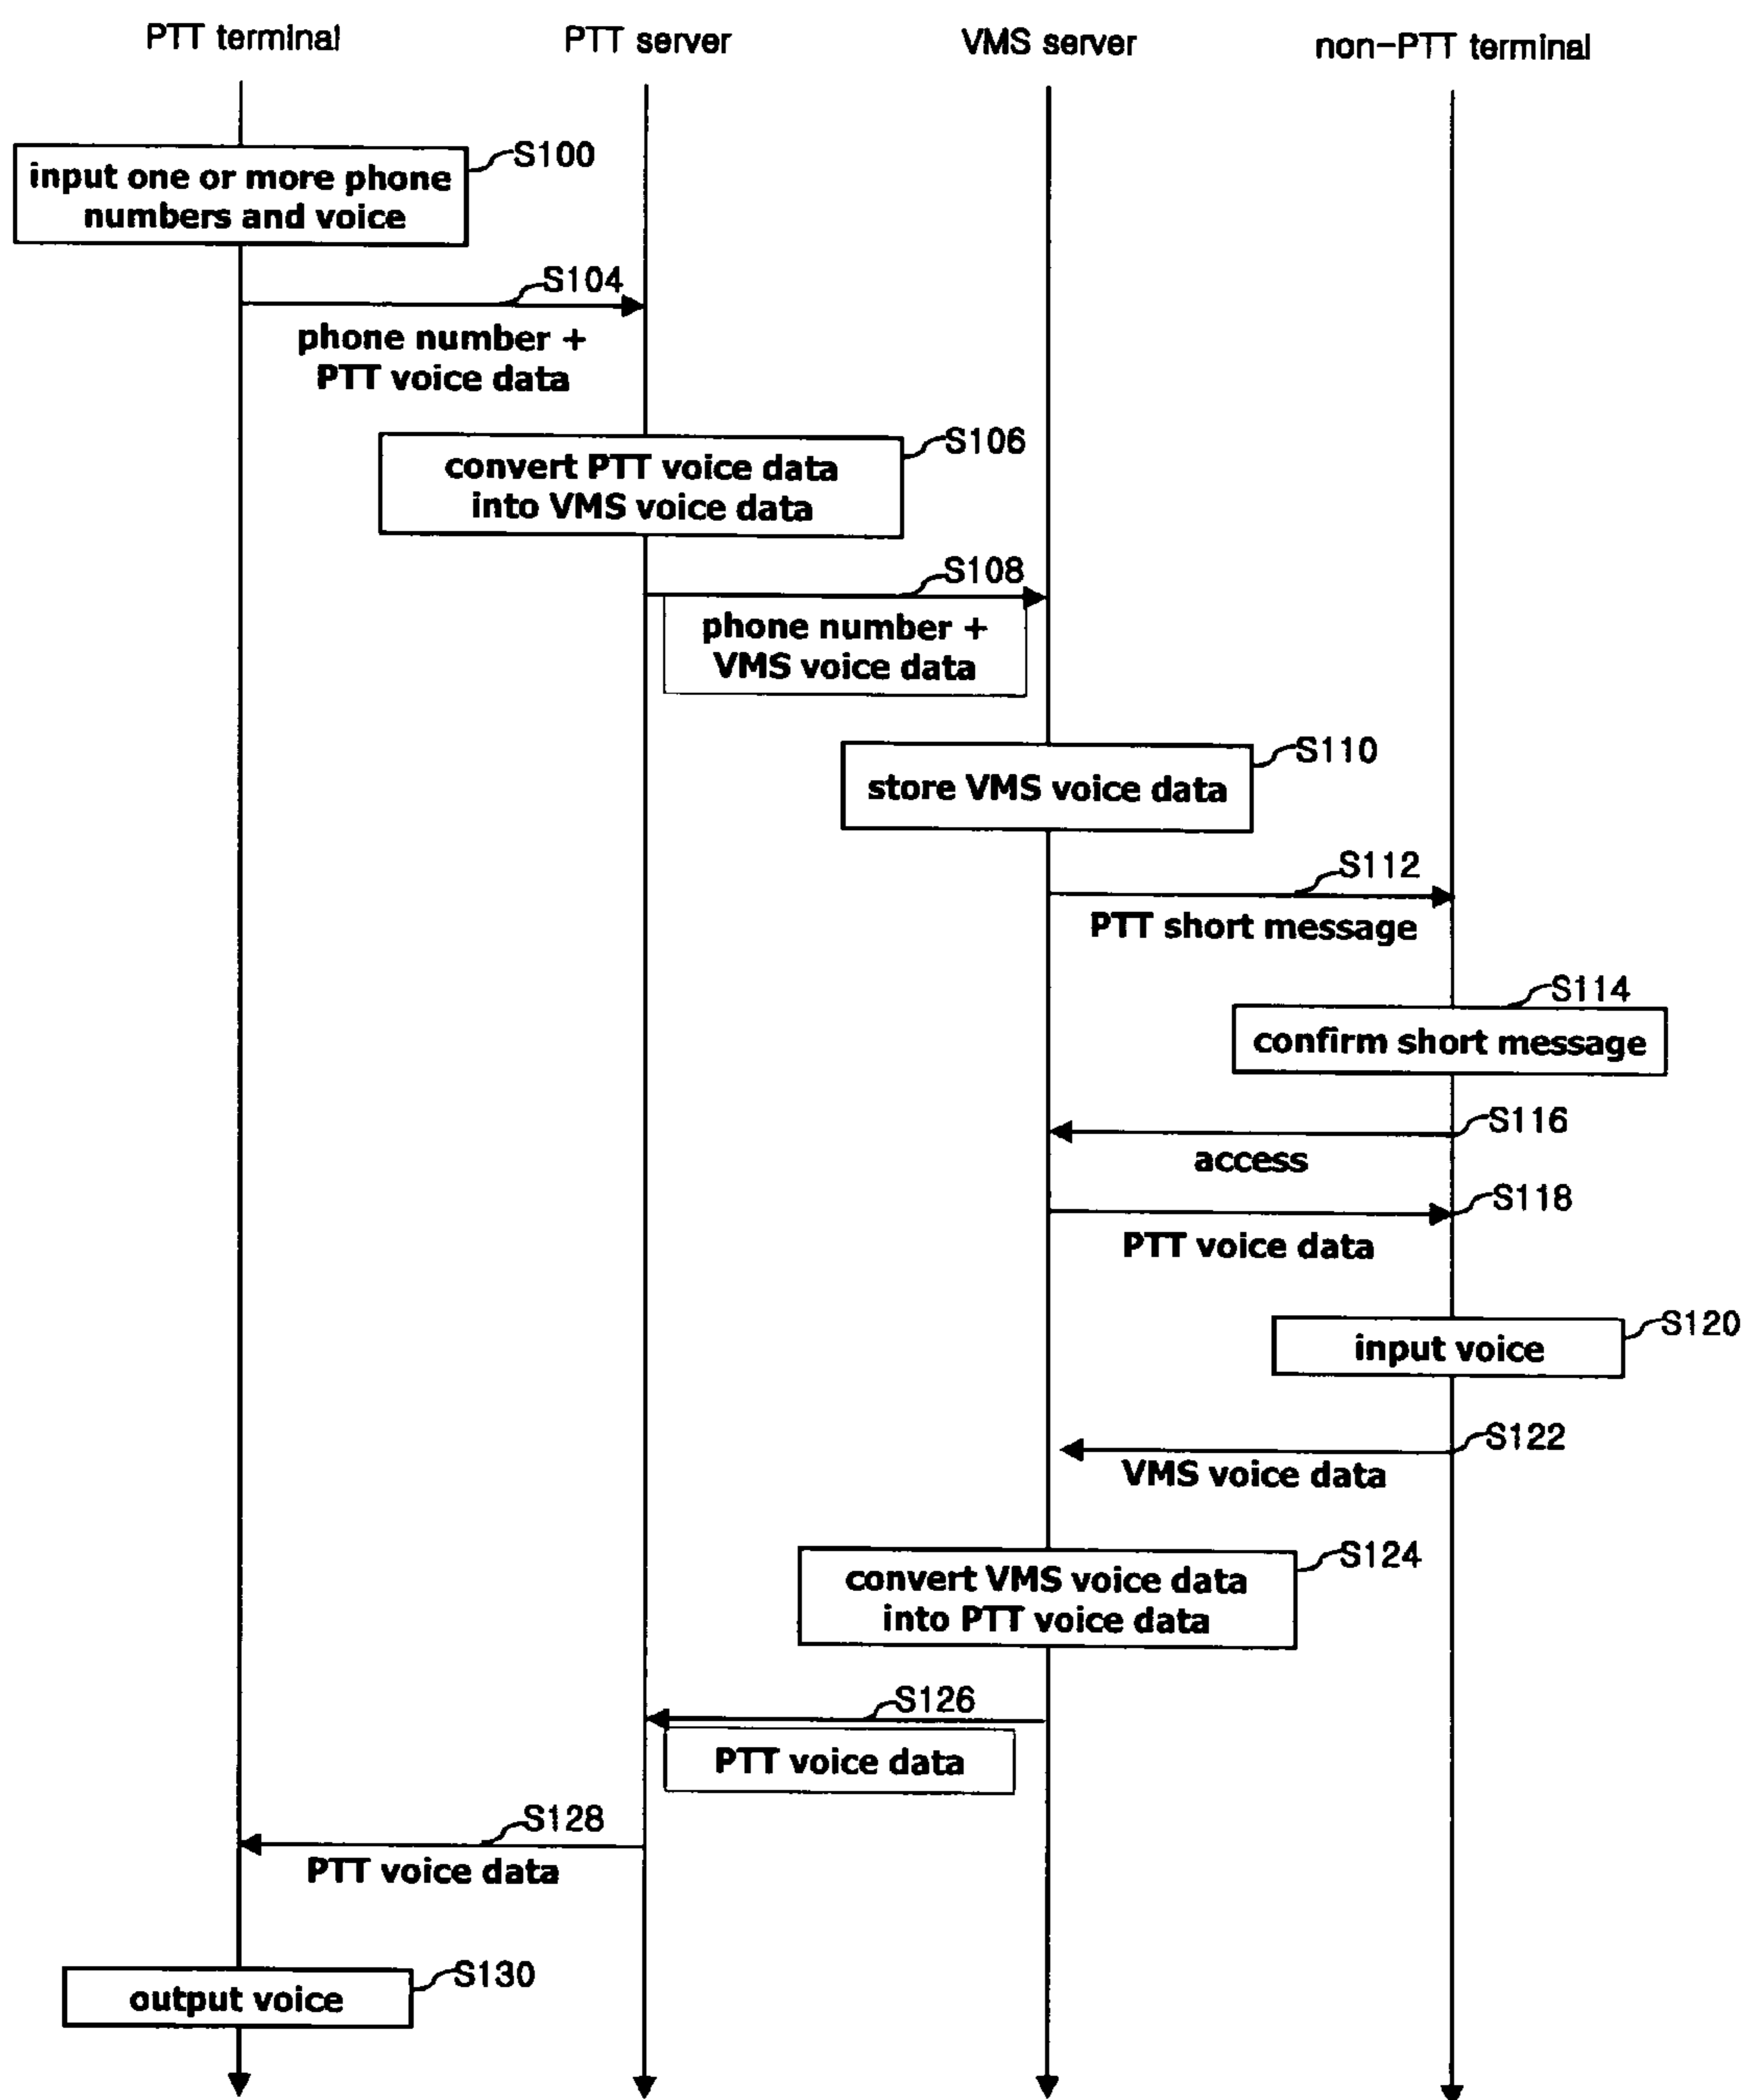 PTT terminal
PTT server
VMS server
non-PTT terminal
S100
input one or more phone
numbers and voice
S104
phone number +
PTT voice data
S106
convert PTT voice data
into VMS voice data
S108
phone number +
VMS voice data
S110
store VMS voice data
S112
PTT short message
S114
confirm short message
S116
access
S118
PTT voice data
S120
input voice
S122
VMS voice data
S124
convert VMS voice data
into PTT voice data
S126
PTT voice data
S128
PTT voice data
S130
output voice